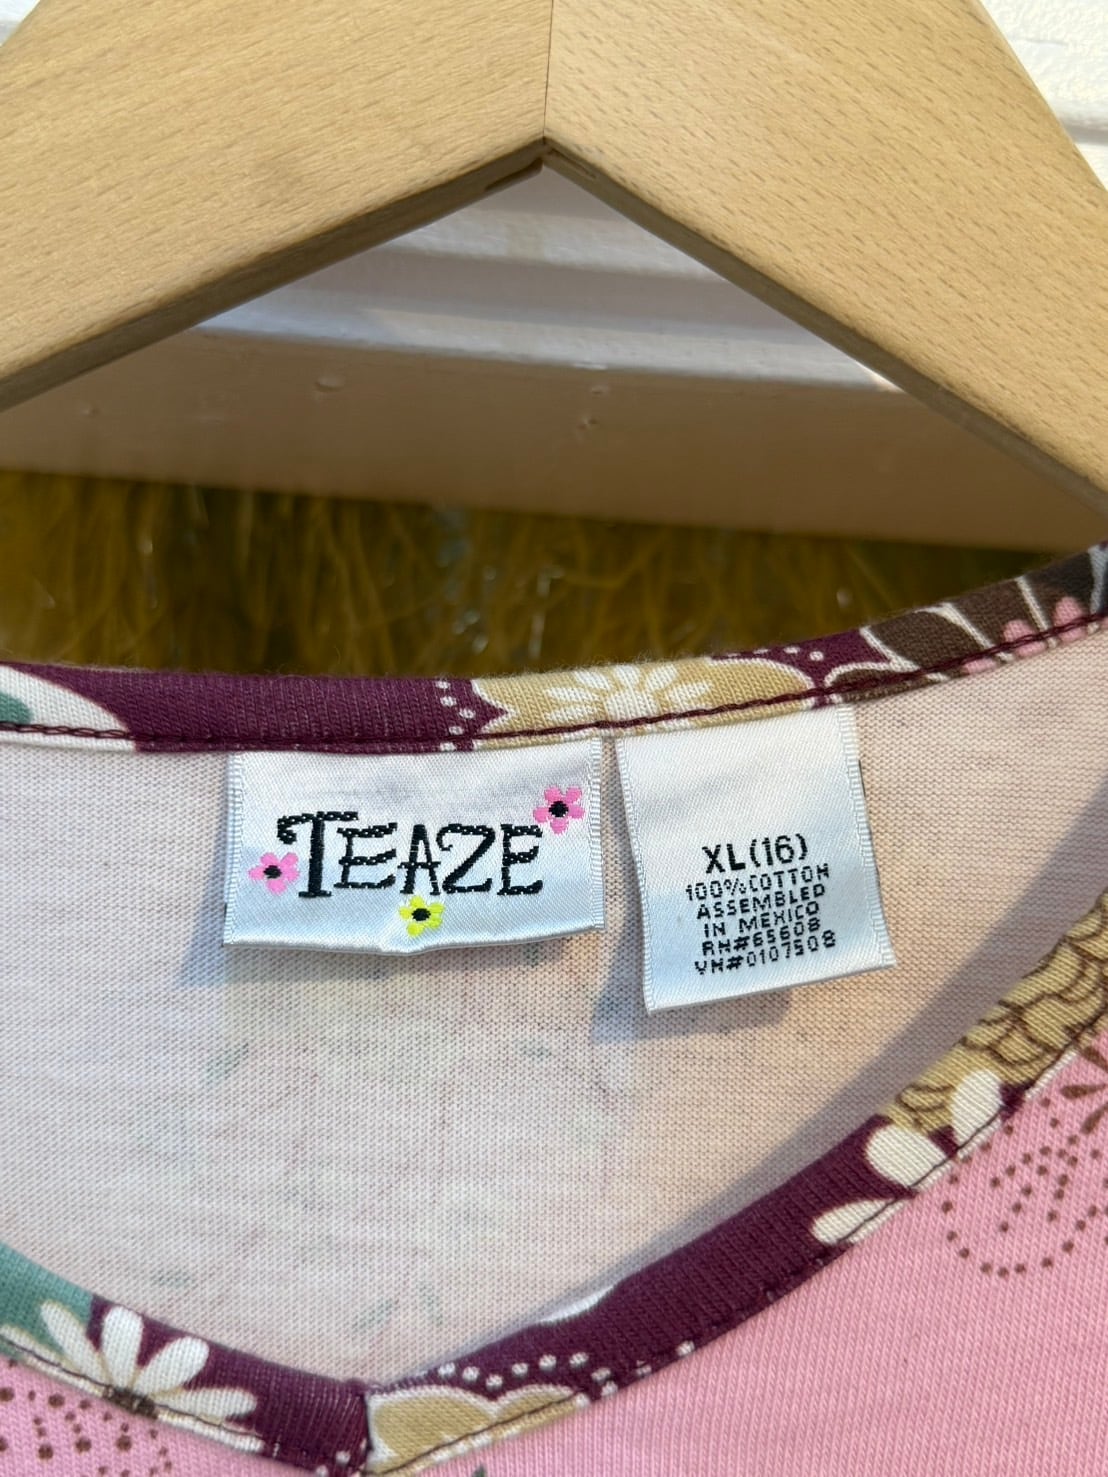 TEAZE
XL(16)
100%COTTON
ASSEMBLED
IN MEXICO
RN#65608
VN#0107508